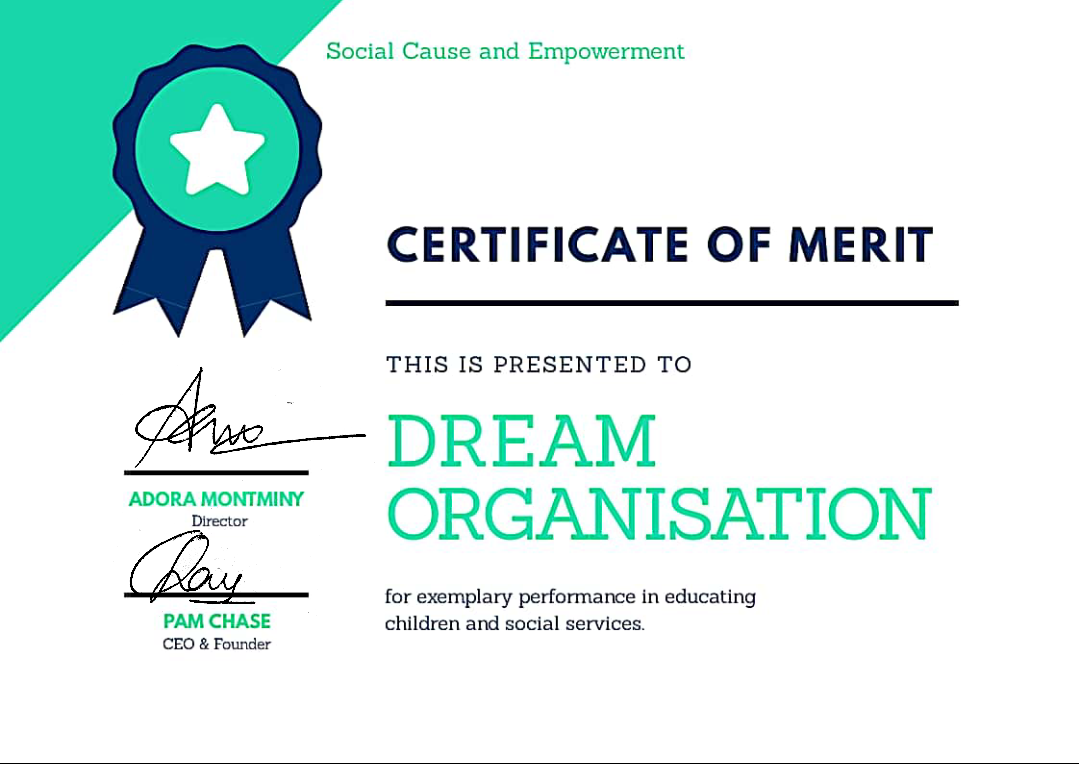 Social Cause and Empowerment
CERTIFICATE OF MERIT
THIS IS PRESENTED TO
DREAM
ORGANISATION
for exemplary performance in educating
children and social services.
ADORA MONTMINY
Director
PAM CHASE
CEO & Founder